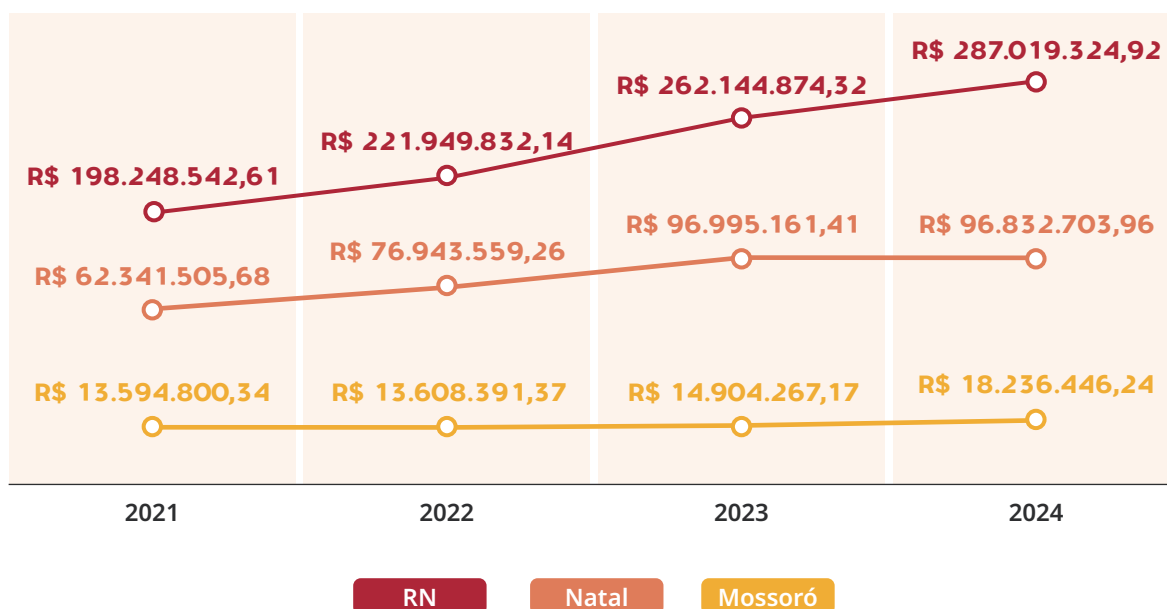 R$ 287.019.324,92
R$ 262.144.874,32
R$ 221.949.832,14
R$ 198.248.542,61
R$ 96.995.161,41
R$ 96.832.703,96
R$ 76.943.559,26
R$ 62.341.505,68
R$ 13.594.800,34
R$ 13.608.391,37
R$ 14.904.267,17
R$ 18.236.446,24
2021 2022 2023 2024
RN Natal Mossoró